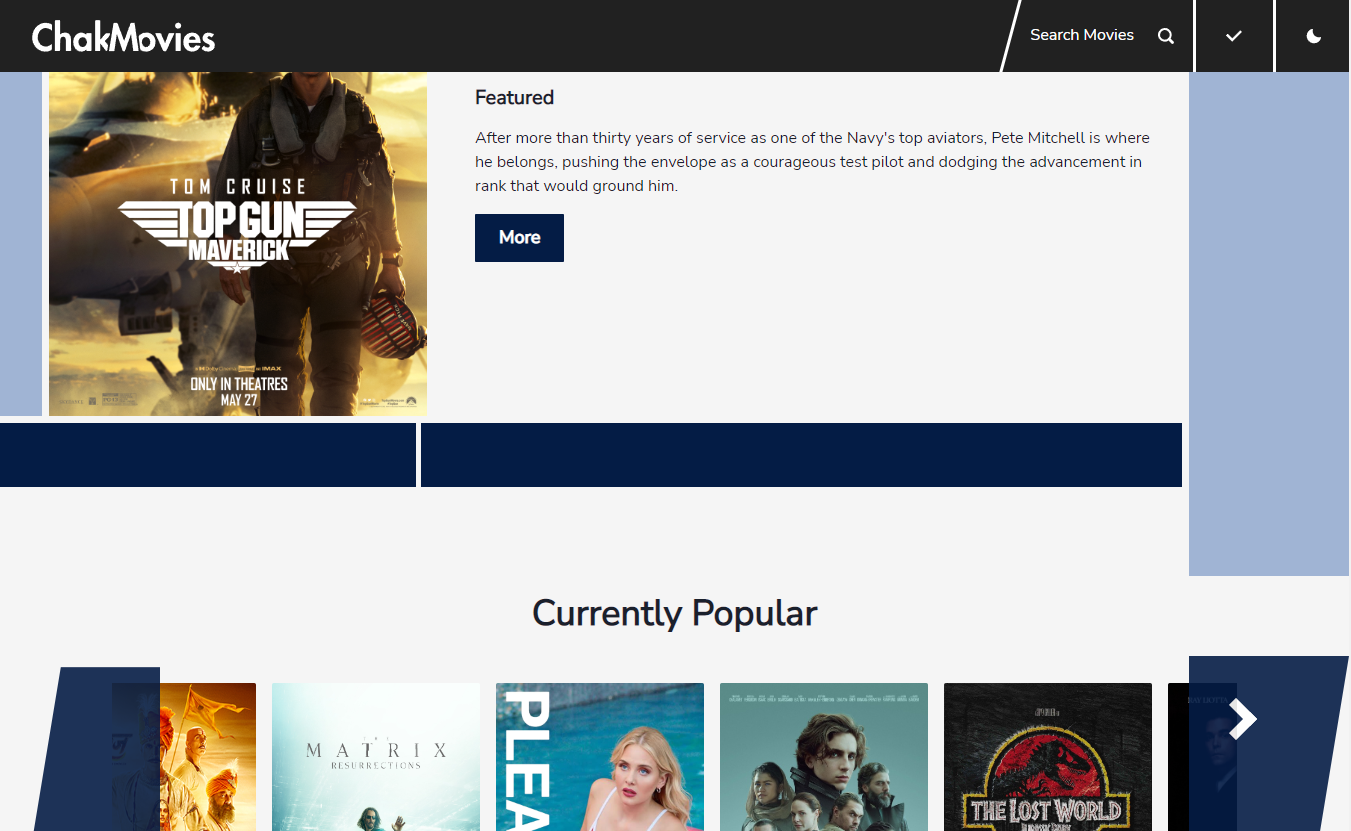 ChakMovies
Search Movies
Featured
After more than thirty years of service as one of the Navy's top aviators, Pete Mitchell is where
he belongs, pushing the envelope as a courageous test pilot and dodging the advancement in
rank that would ground him.
More
TOM CRUISE
TOP GUN
MAVERICK
ONLY IN THEATRES
MAY 27
Currently Popular
THE
MATRIX
RESURRECTIONS
PLEA
THE LOST WORLD